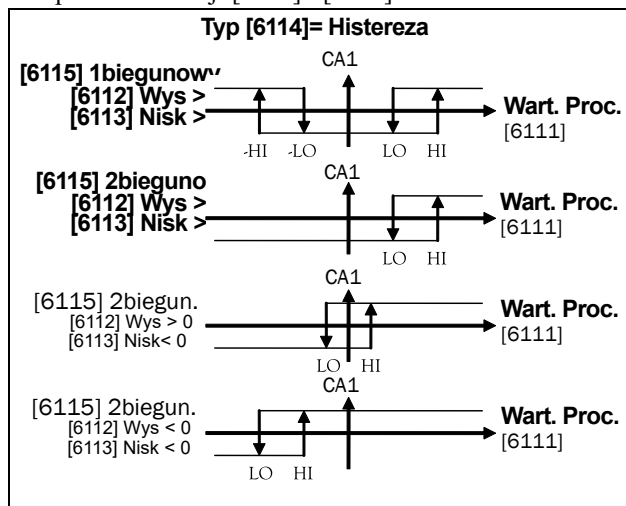 Typ [6114]= Histereza
CA1
[6115] 1biegunowy
[6112] Wys >
[6113] Nisk >
Wart. Proc.
[6111]
-HI -LO LO HI
CA1
[6115] 2bieguno
[6112] Wys >
[6113] Nisk >
Wart. Proc.
[6111]
LO HI
CA1
[6115] 2biegun.
[6112] Wys > 0
[6113] Nisk< 0
Wart. Proc.
[6111]
LO HI
CA1
[6115] 2biegun.
[6112] Wys < 0
[6113] Nisk < 0
Wart. Proc.
[6111]
LO HI